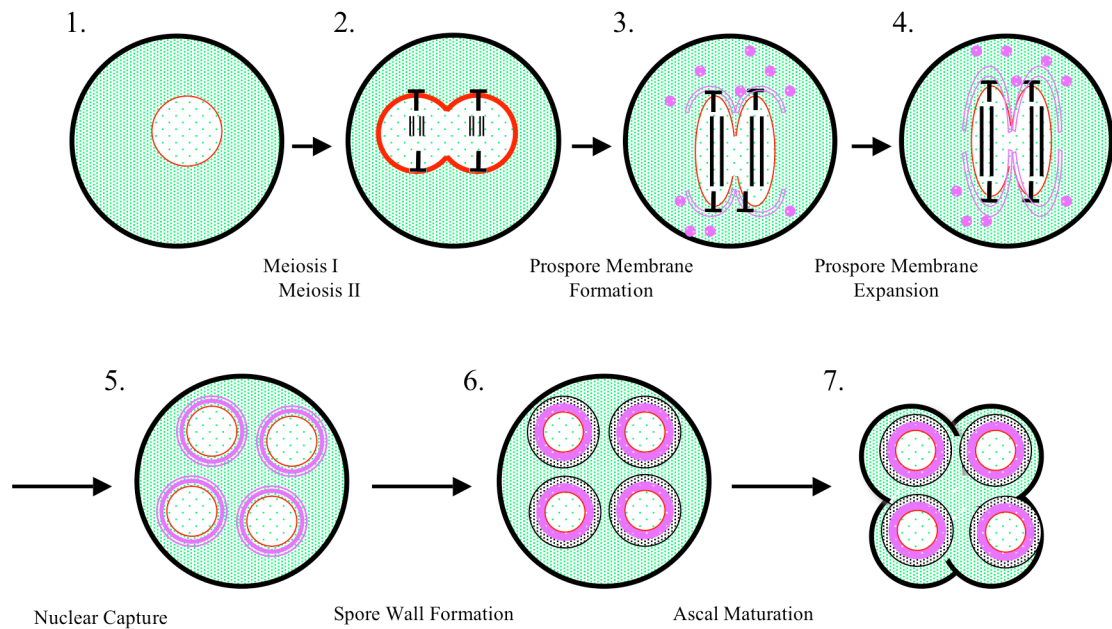 1.
2.
3.
4.
Meiosis I
Meiosis II
Prospore Membrane
Formation
Prospore Membrane
Expansion
5.
6.
7.
Nuclear Capture
Spore Wall Formation
Ascal Maturation